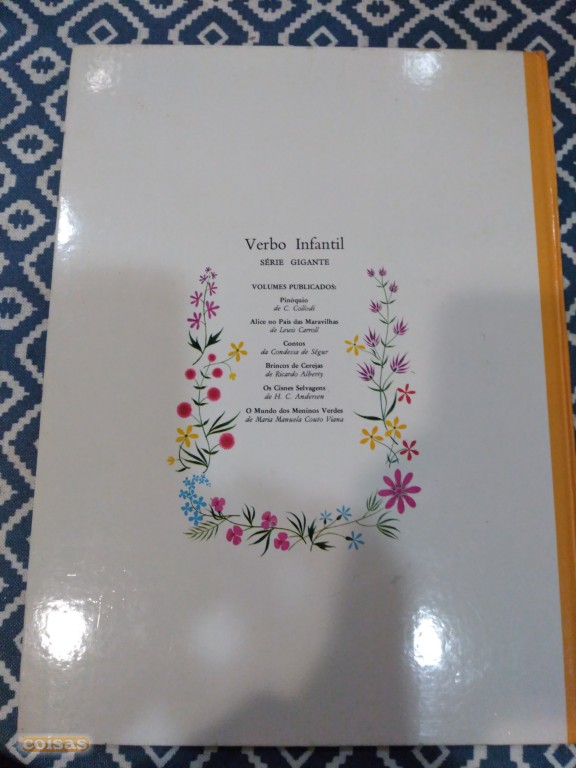 Verbo Infantil
SÉRIE GIGANTE
VOLUMES PUBLICADOS:
Pinóquio
de C. Collodi
Alice no País das Maravilhas
de Lewis Carroll
Contos
da Condessa de Ségur
Brincos de Cerejas
de Ricardo Alberty
Os Cisnes Selvagens
de H. C. Andersen
O Mundo dos Meninos Verdes
de Maria Manuela Couto Viana
coisas